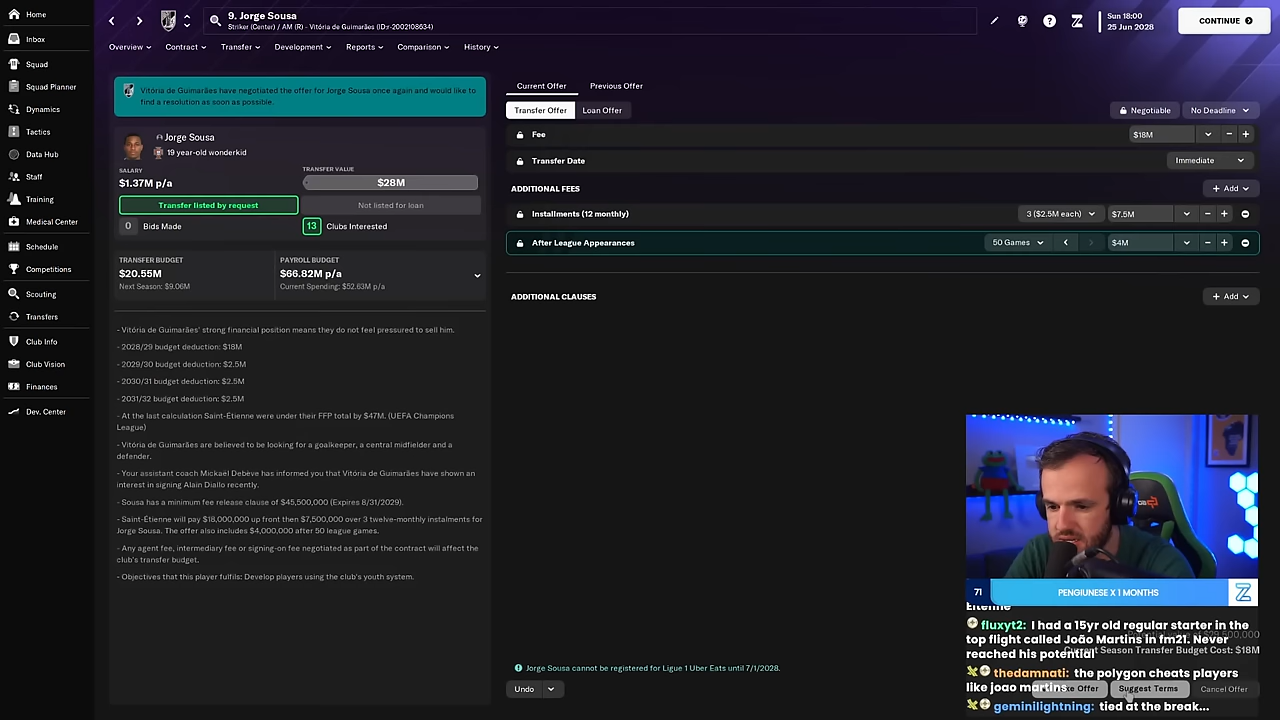 Home
Inbox
Squad
Squad Planner
Dynamics
Tactics
Data Hub
Staff
Training
Medical Center
Schedule
Competitions
Scouting
Transfers
Club Info
Club Vision
Finances
Dev. Center
9. Jorge Sousa
Striker (Center) / AM (R) - Vitória de Guimarães (ID#-2002108634)
Sun 18:00
25 Jun 2028
CONTINUE
Overview
Contract
Transfer
Development
Reports
Comparison
History
Vitória de Guimarães have negotiated the offer for Jorge Sousa once again and would like to
find a resolution as soon as possible.
Jorge Sousa
19 year-old wonderkid
SALARY
$1.37M p/a
TRANSFER VALUE
$28M
Transfer listed by request
Not listed for loan
0 Bids Made
13 Clubs Interested
TRANSFER BUDGET
$20.55M
Next Season: $9.06M
PAYROLL BUDGET
$66.82M p/a
Current Spending: $52.63M p/a
- Vitória de Guimarães' strong financial position means they do not feel pressured to sell him.
- 2028/29 budget deduction: $18M
- 2029/30 budget deduction: $2.5M
- 2030/31 budget deduction: $2.5M
- 2031/32 budget deduction: $2.5M
- At the last calculation Saint-Étienne were under their FFP total by $47M. (UEFA Champions
League)
- Vitória de Guimarães are believed to be looking for a goalkeeper, a central midfielder and a
defender.
- Your assistant coach Mickaël Debève has informed you that Vitória de Guimarães have shown an
interest in signing Alain Diallo recently.
- Sousa has a minimum fee release clause of $45,500,000 (Expires 8/31/2029).
- Saint-Étienne will pay $18,000,000 up front then $7,500,000 over 3 twelve-monthly instalments for
Jorge Sousa. The offer also includes $4,000,000 after 50 league games.
- Any agent fee, intermediary fee or signing-on fee negotiated as part of the contract will affect the
club's transfer budget.
- Objectives that this player fulfils: Develop players using the club's youth system.
Current Offer
Previous Offer
Transfer Offer
Loan Offer
Negotiable
No Deadline
Fee
$18M
Transfer Date
Immediate
ADDITIONAL FEES
Add
Installments (12 monthly)
3 ($2.5M each)
$7.5M
After League Appearances
50 Games
$4M
ADDITIONAL CLAUSES
Add
71
PENGIUNESE X 1 MONTHS
Z
Etienne
fluxyt2: I had a 15yr old regular starter in the
top flight called João Martins in fm21. Never
reached his potential
of $29,500,000
Current Season Transfer Budget Cost: $18M
thedamnati: the polygon cheats players
like joao martins
geminilightning: tied at the break...
Jorge Sousa cannot be registered for Ligue 1 Uber Eats until 7/1/2028.
Undo
Offer
Suggest Terms
Cancel Offer